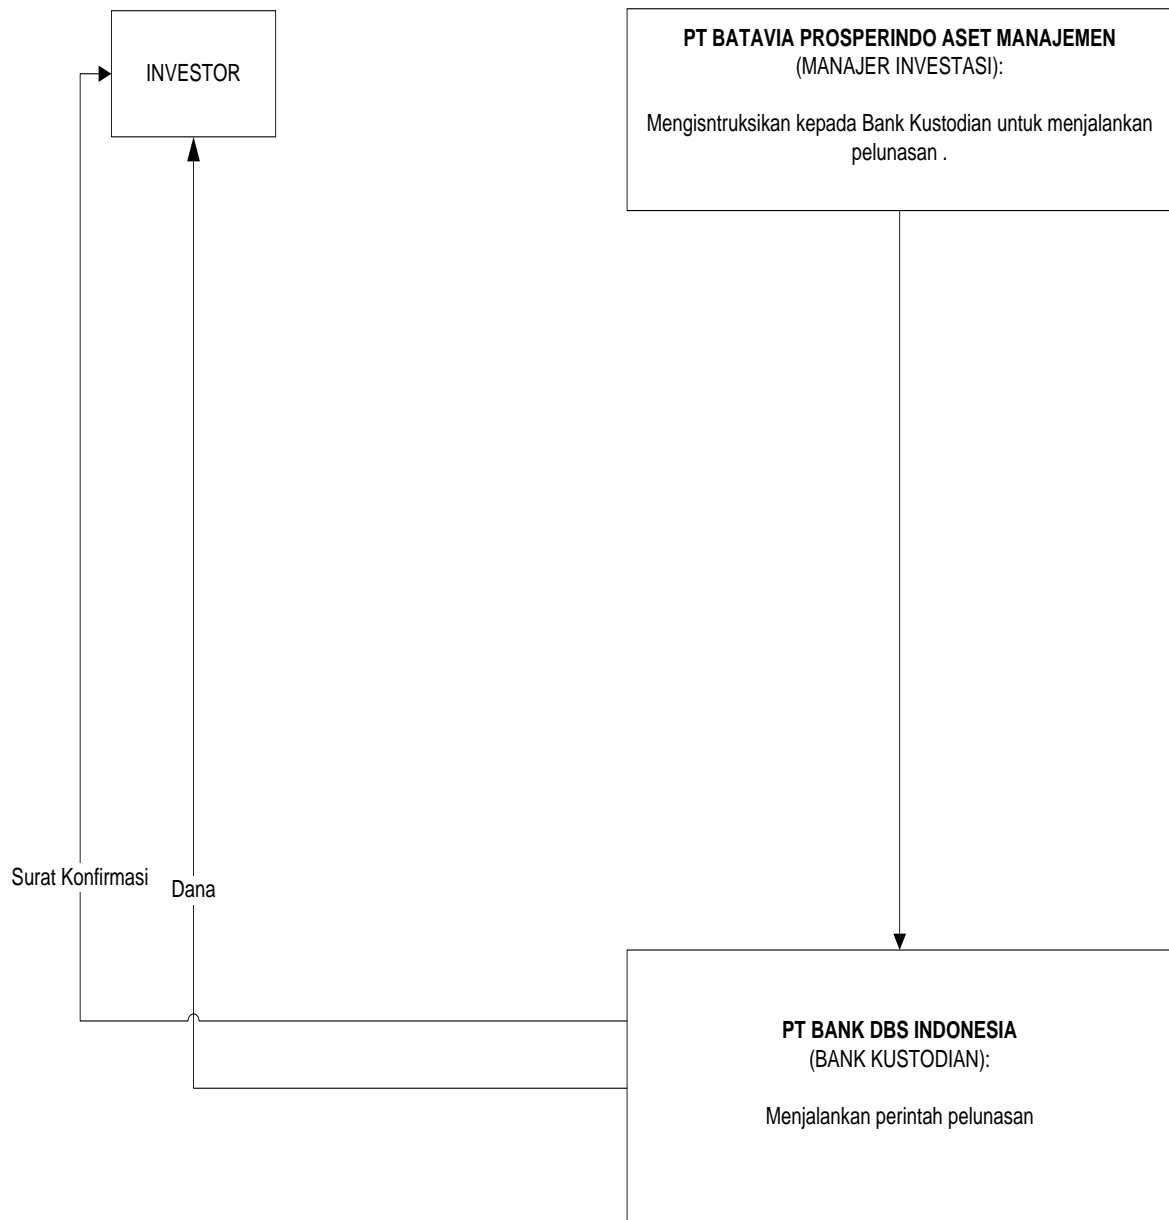 INVESTOR
PT BATAVIA PROSPERINDO ASET MANAJEMEN
(MANAJER INVESTASI):
Mengisntruksikan kepada Bank Kustodian untuk menjalankan
pelunasan .
Surat Konfirmasi
Dana
PT BANK DBS INDONESIA
(BANK KUSTODIAN):
Menjalankan perintah pelunasan